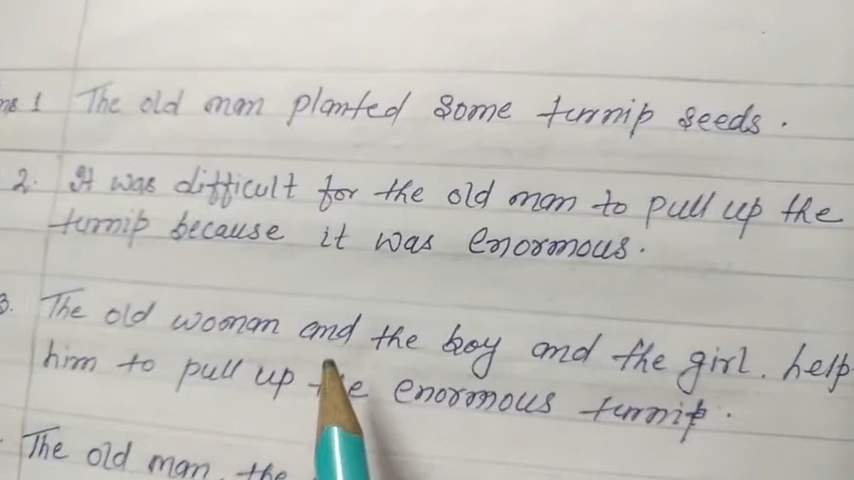 ns 1 The old man planted some turnip seeds.
2. It was difficult for the old man to pull up the
turnip because it was enormous.
3. The old woman and the boy and the girl. help
him to pull up the enormous turnip.
The old man, the